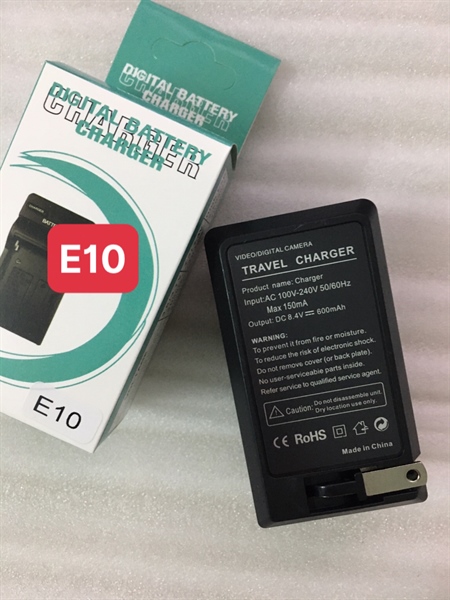 DIGITAL BATTERY
CHARGER
DIGITAL BATTERY
CHARGER
CHARGER
BATT
E10
E10
VIDEO/DIGITAL CAMERA
TRAVEL CHARGER
Product name: Charger
Input:AC 100V-240V 50/60Hz
Max 150mA
Output: DC 8.4V⎓600mAh
WARNING:
To prevent it from fire or moisture.
To reduce the risk of electronic shock.
Do not remove cover (or back plate).
No user-serviceable parts inside.
Refer service to qualified service agent.
Caution: Do not disassemble unit.
Dry location use only.
CE RoHS
Made in China